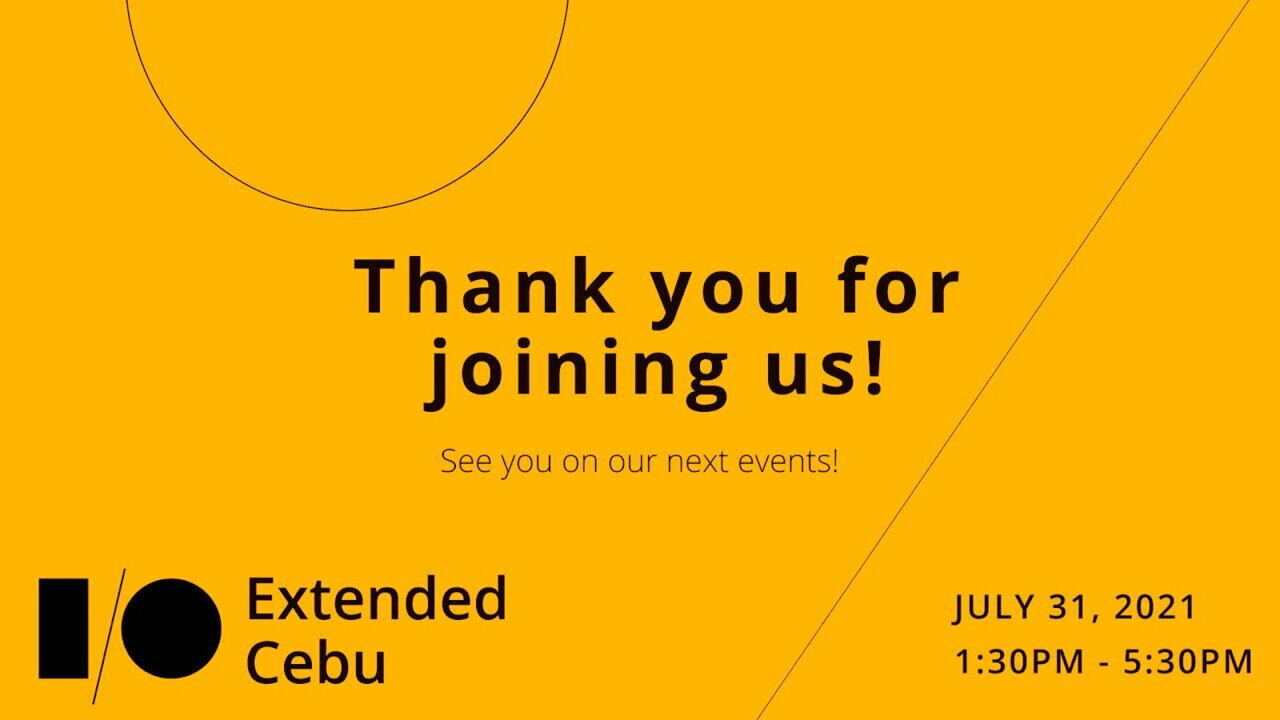 Thank you for
joining us!
See you on our next events!
I/O
Extended
Cebu
JULY 31, 2021
1:30PM - 5:30PM